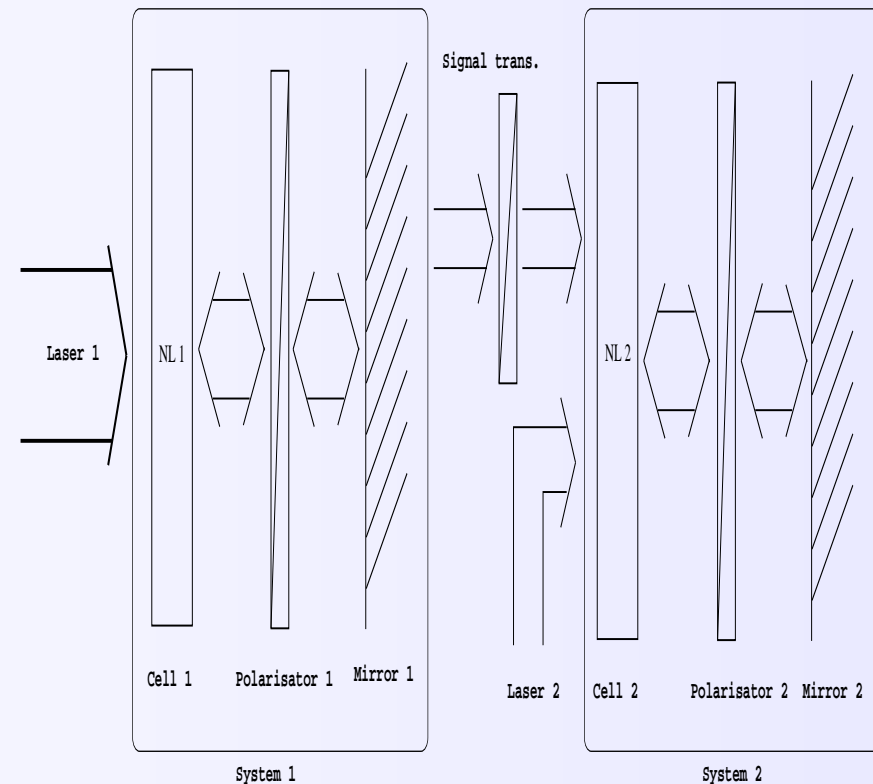 Signal trans.
Laser 1
NL 1
NL 2
Cell 1
Polarisator 1
Mirror 1
Laser 2
Cell 2
Polarisator 2
Mirror 2
System 1
System 2